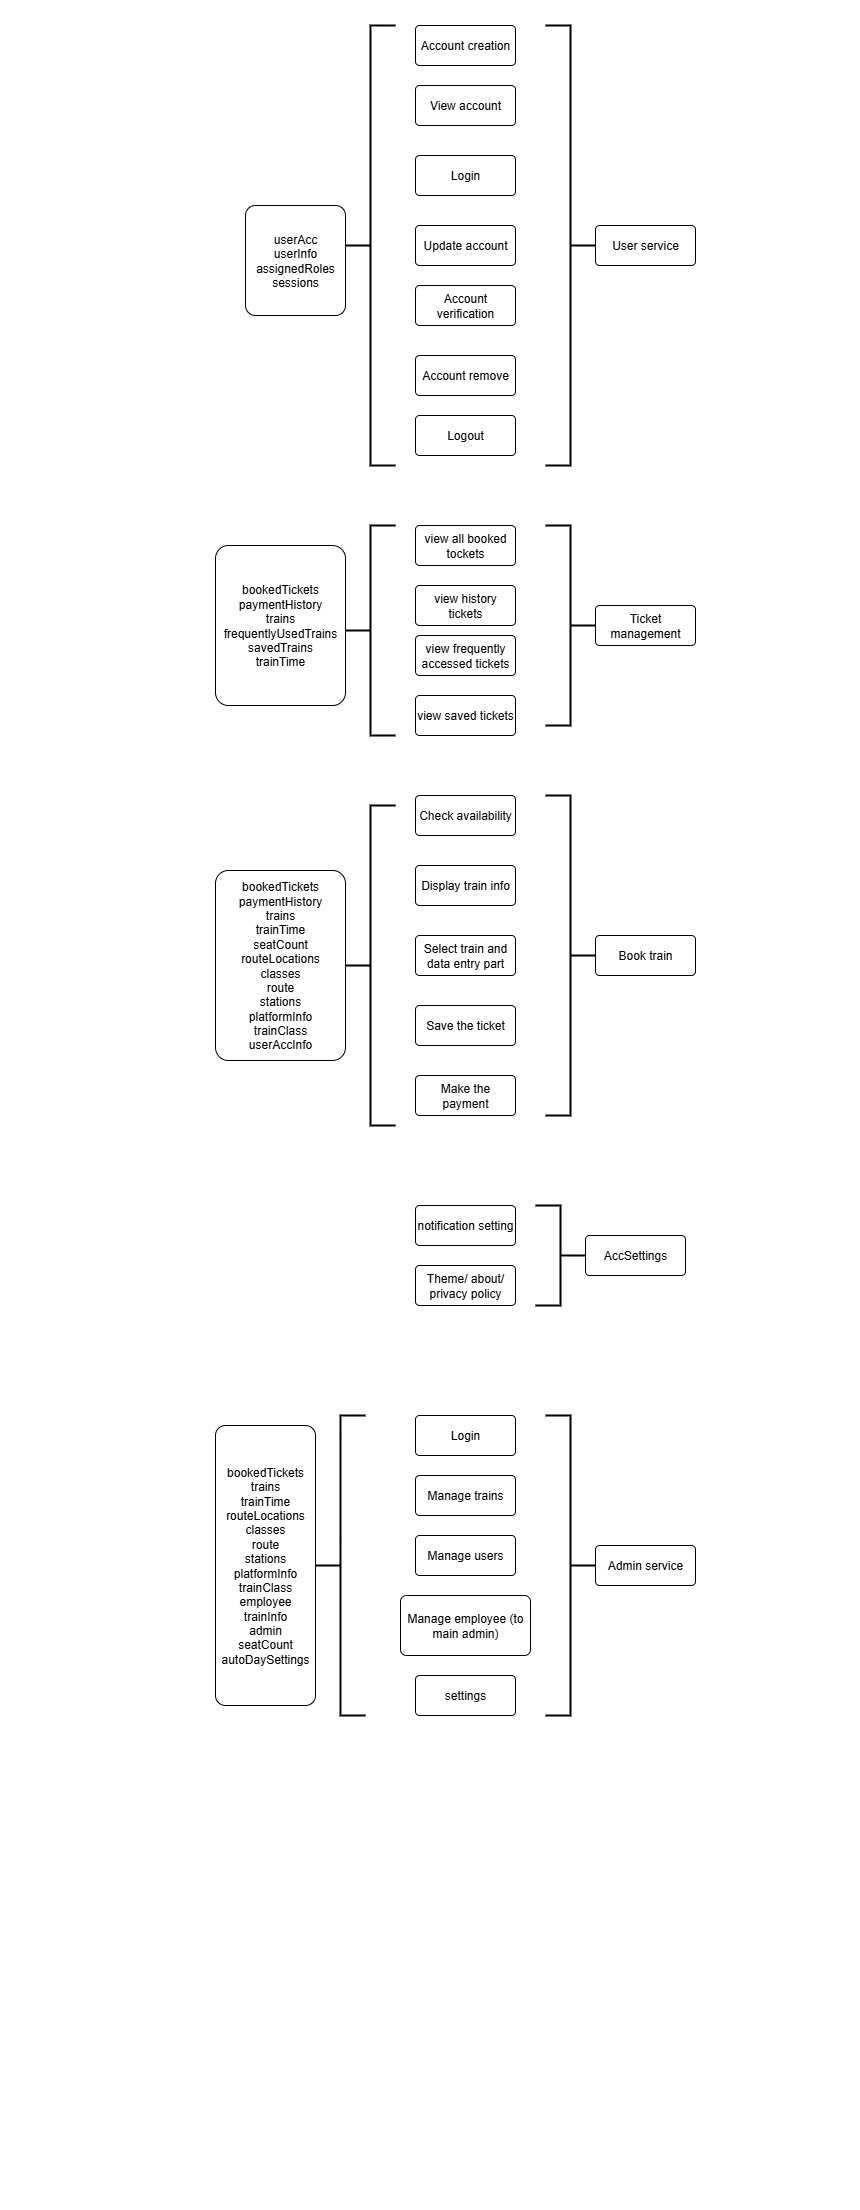 Account creation
View account
Login
Update account
Account
verification
Account remove
Logout
userAcc
userInfo
assignedRoles
sessions
User service
view all booked
tockets
view history
tickets
view frequently
accessed tickets
view saved tickets
bookedTickets
paymentHistory
trains
frequentlyUsedTrains
savedTrains
trainTime
Ticket
management
Check availability
Display train info
Select train and
data entry part
Save the ticket
Make the
payment
bookedTickets
paymentHistory
trains
trainTime
seatCount
routeLocations
classes
route
stations
platformInfo
trainClass
userAccInfo
Book train
notification setting
Theme/ about/
privacy policy
AccSettings
Login
Manage trains
Manage users
Manage employee (to
main admin)
settings
bookedTickets
trains
trainTime
routeLocations
classes
route
stations
platformInfo
trainClass
employee
trainInfo
admin
seatCount
autoDaySettings
Admin service